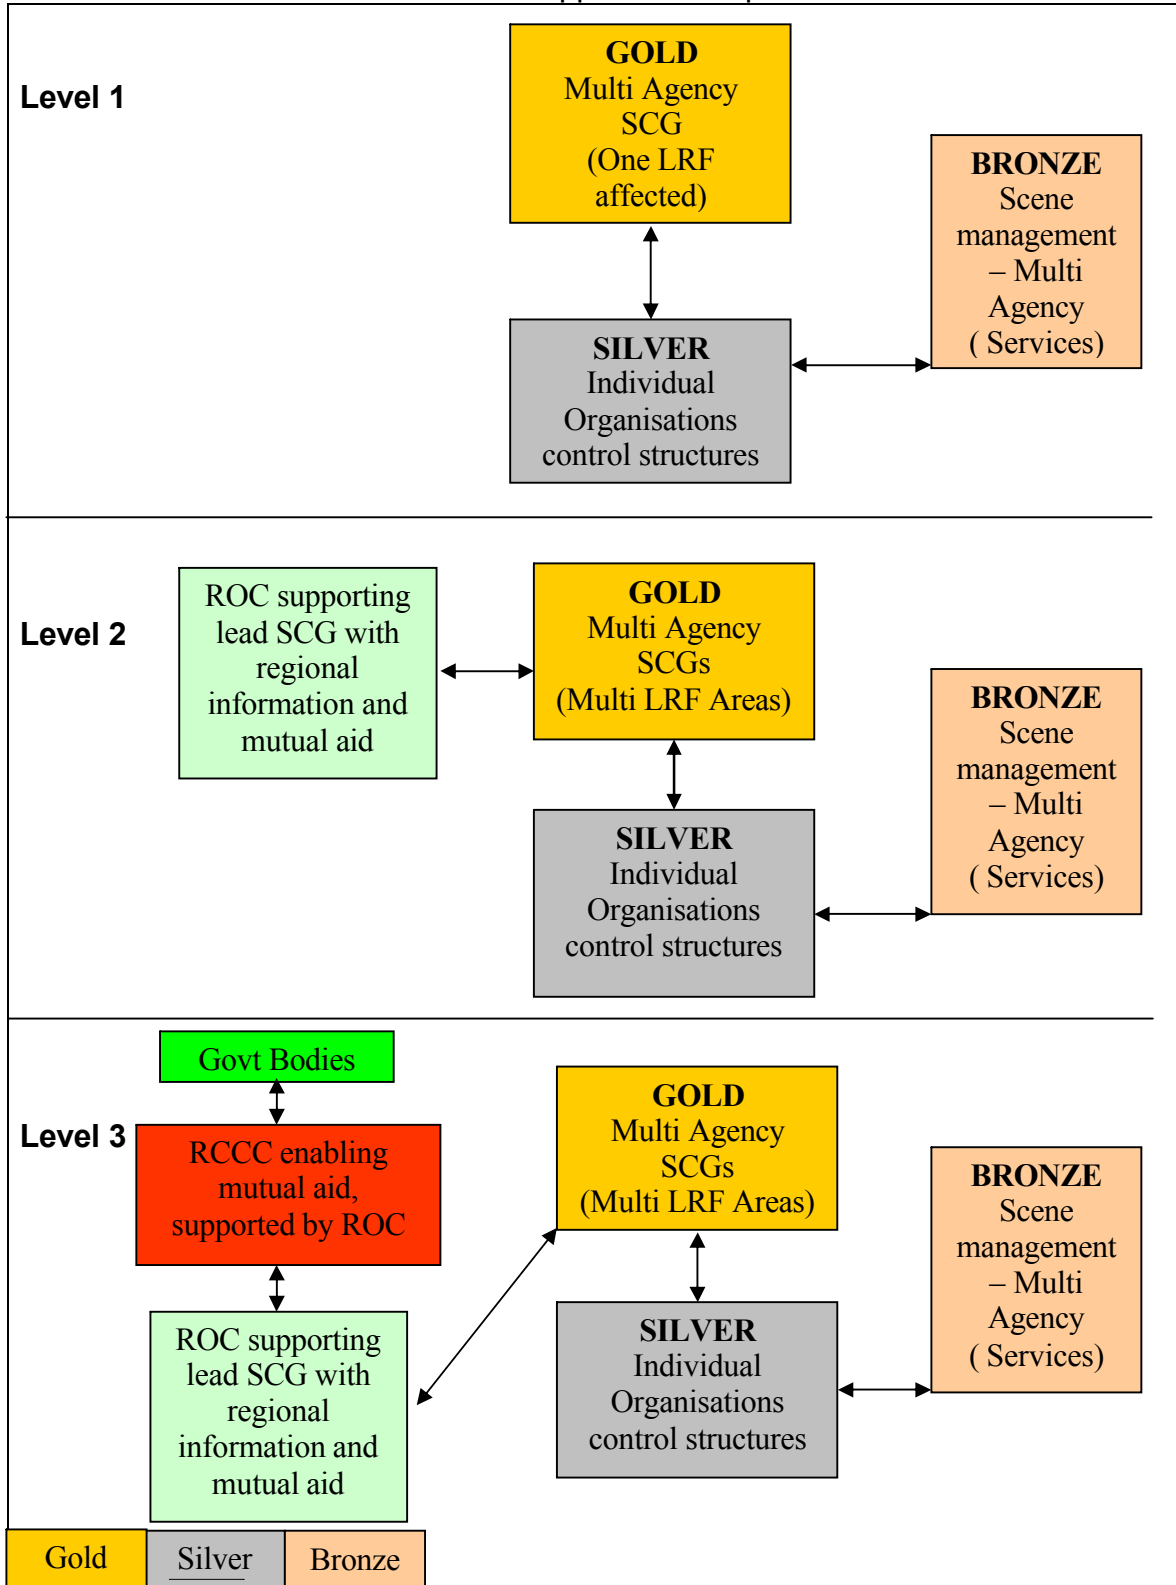 Level 1
GOLD
Multi Agency
SCG
(One LRF
affected)
BRONZE
Scene
management
– Multi
Agency
( Services)
SILVER
Individual
Organisations
control structures
Level 2
ROC supporting
lead SCG with
regional
information and
mutual aid
GOLD
Multi Agency
SCGs
(Multi LRF Areas)
BRONZE
Scene
management
– Multi
Agency
( Services)
SILVER
Individual
Organisations
control structures
Level 3
Govt Bodies
RCCC enabling
mutual aid,
supported by ROC
ROC supporting
lead SCG with
regional
information and
mutual aid
GOLD
Multi Agency
SCGs
(Multi LRF Areas)
SILVER
Individual
Organisations
control structures
BRONZE
Scene
management
– Multi
Agency
( Services)
Gold
Silver
Bronze